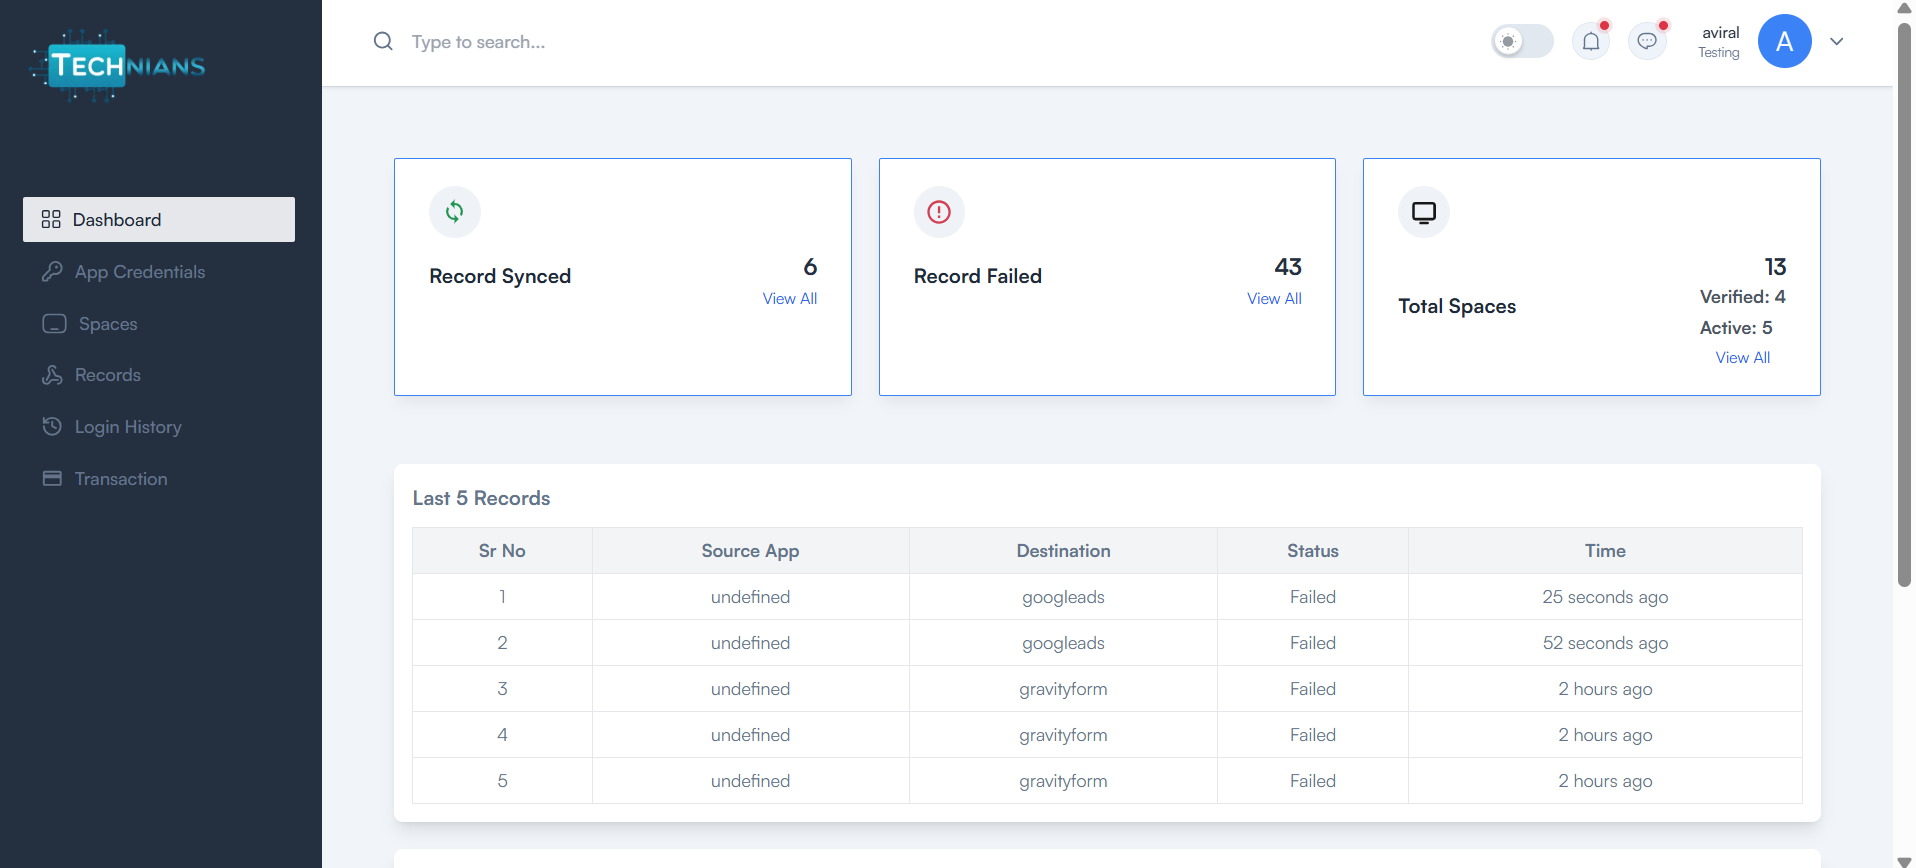 TECHNIANS
Type to search...
aviral
Testing
A
Dashboard
App Credentials
Spaces
Records
Login History
Transaction
Record Synced
6
View All
Record Failed
43
View All
Total Spaces
13
Verified: 4
Active: 5
View All
Last 5 Records
Sr No Source App Destination Status Time
1 undefined googleads Failed 25 seconds ago
2 undefined googleads Failed 52 seconds ago
3 undefined gravityform Failed 2 hours ago
4 undefined gravityform Failed 2 hours ago
5 undefined gravityform Failed 2 hours ago